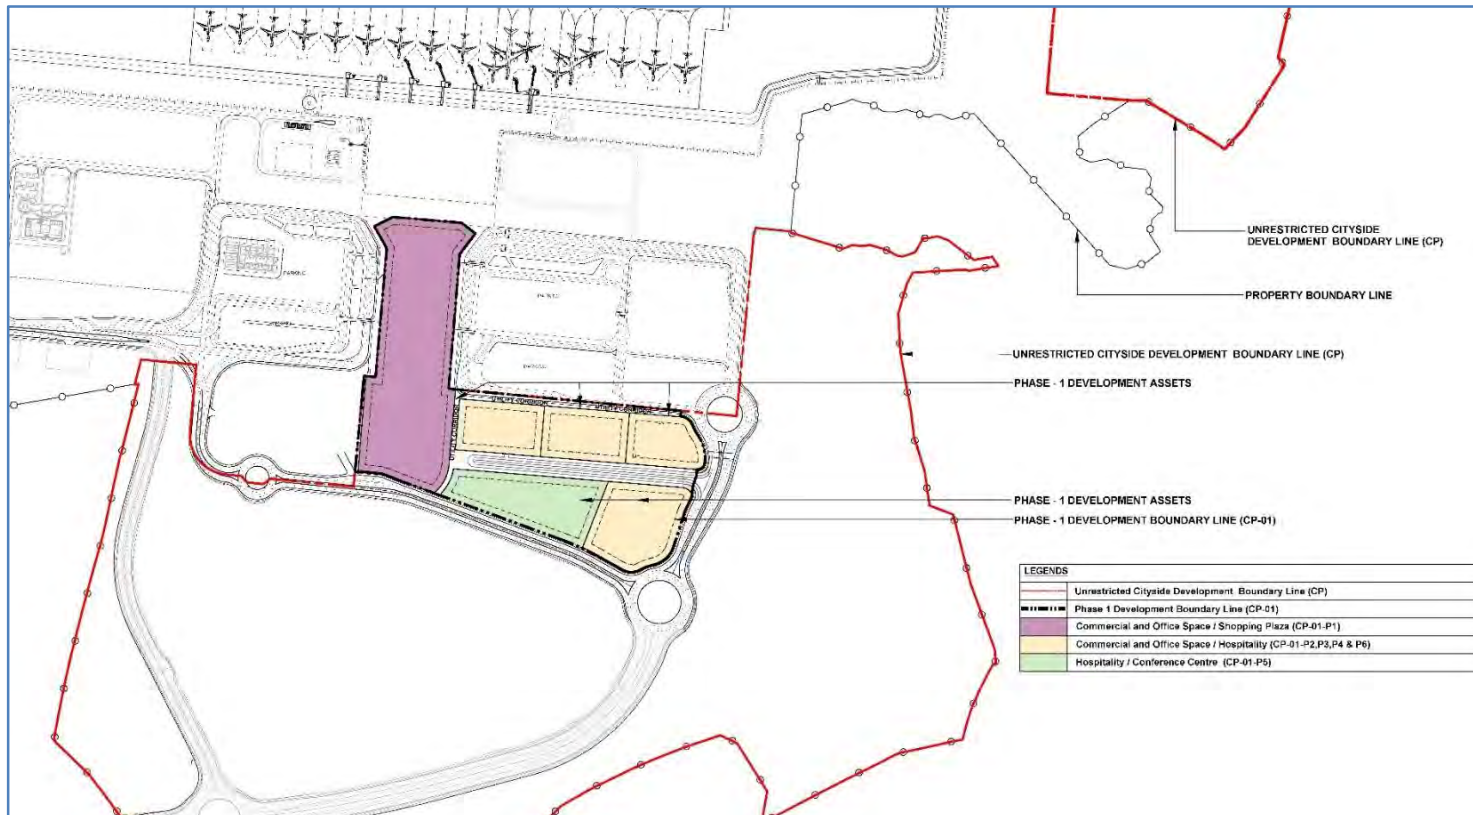 UNRESTRICTED CITYSIDE
DEVELOPMENT BOUNDARY LINE (CP)
PROPERTY BOUNDARY LINE
PARKING
UNRESTRICTED CITYSIDE DEVELOPMENT BOUNDARY LINE (CP)
PHASE - 1 DEVELOPMENT ASSETS
PHASE - 1 DEVELOPMENT ASSETS
PHASE - 1 DEVELOPMENT BOUNDARY LINE (CP-01)
LEGENDS
Unrestricted Cityside Development Boundary Line (CP)
Phase 1 Development Boundary Line (CP-01)
Commercial and Office Space / Shopping Plaza (CP-01-P1)
Commercial and Office Space / Hospitality (CP-01-P2,P3,P4 & P6)
Hospitality / Conference Centre (CP-01-P5)